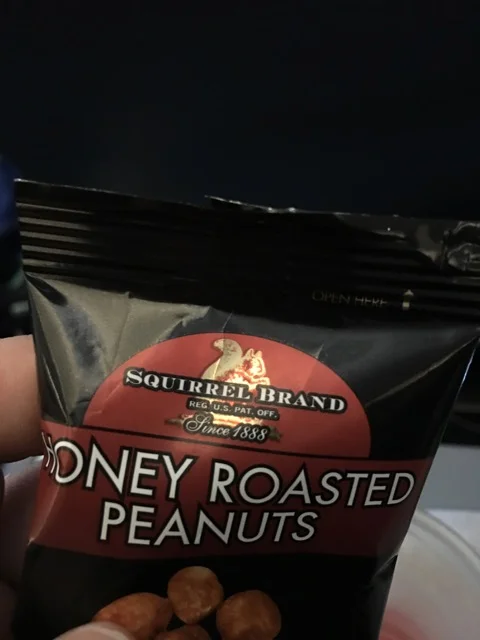 OPEN HERE
SQUIRREL BRAND
REG. U.S. PAT. OFF.
Since 1888
HONEY ROASTED
PEANUTS